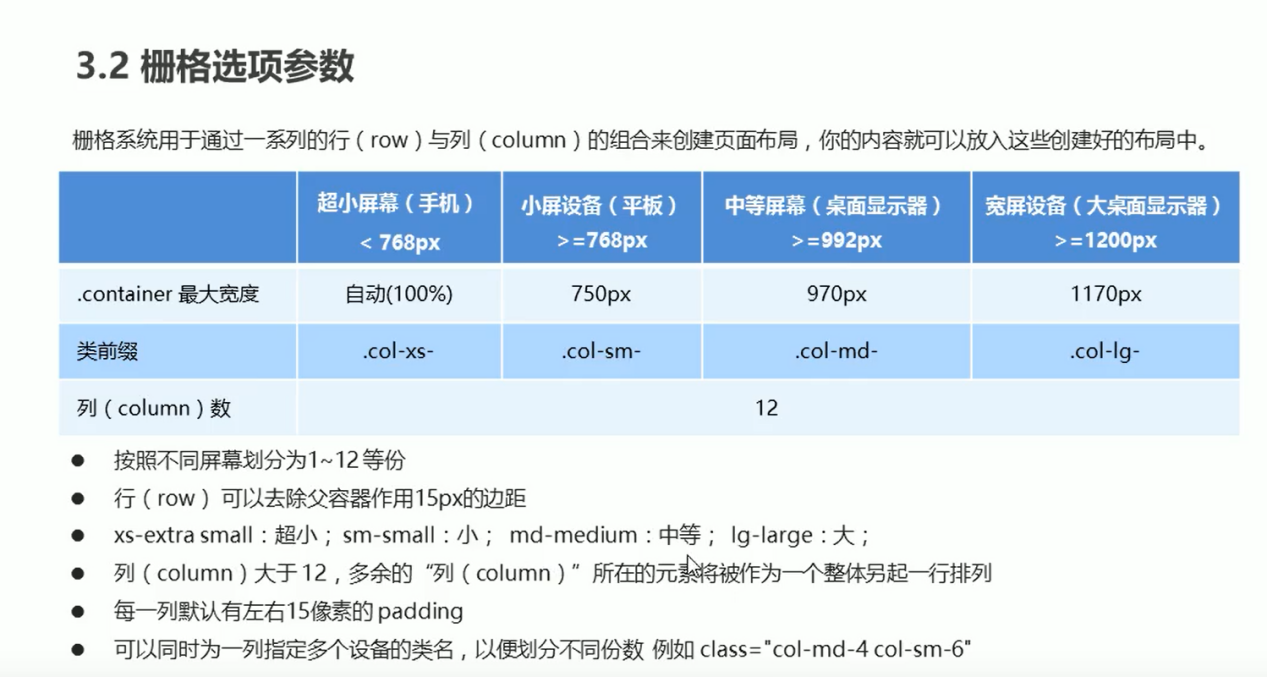 3.2 栅格选项参数
栅格系统用于通过一系列的行（row）与列（column）的组合来创建页面布局，你的内容就可以放入这些创建好的布局中。
超小屏幕（手机） 小屏设备（平板） 中等屏幕（桌面显示器） 宽屏设备（大桌面显示器）
< 768px >=768px >=992px >=1200px
.container 最大宽度 自动(100%) 750px 970px 1170px
类前缀 .col-xs- .col-sm- .col-md- .col-lg-
列（column）数 12
● 按照不同屏幕划分为1~12 等份
● 行（row） 可以去除父容器作用15px的边距
● xs-extra small：超小； sm-small：小； md-medium：中等； lg-large：大；
● 列（column）大于 12，多余的“列（column）”所在的元素将被作为一个整体另起一行排列
● 每一列默认有左右15像素的 padding
● 可以同时为一列指定多个设备的类名，以便划分不同份数 例如 class="col-md-4 col-sm-6"